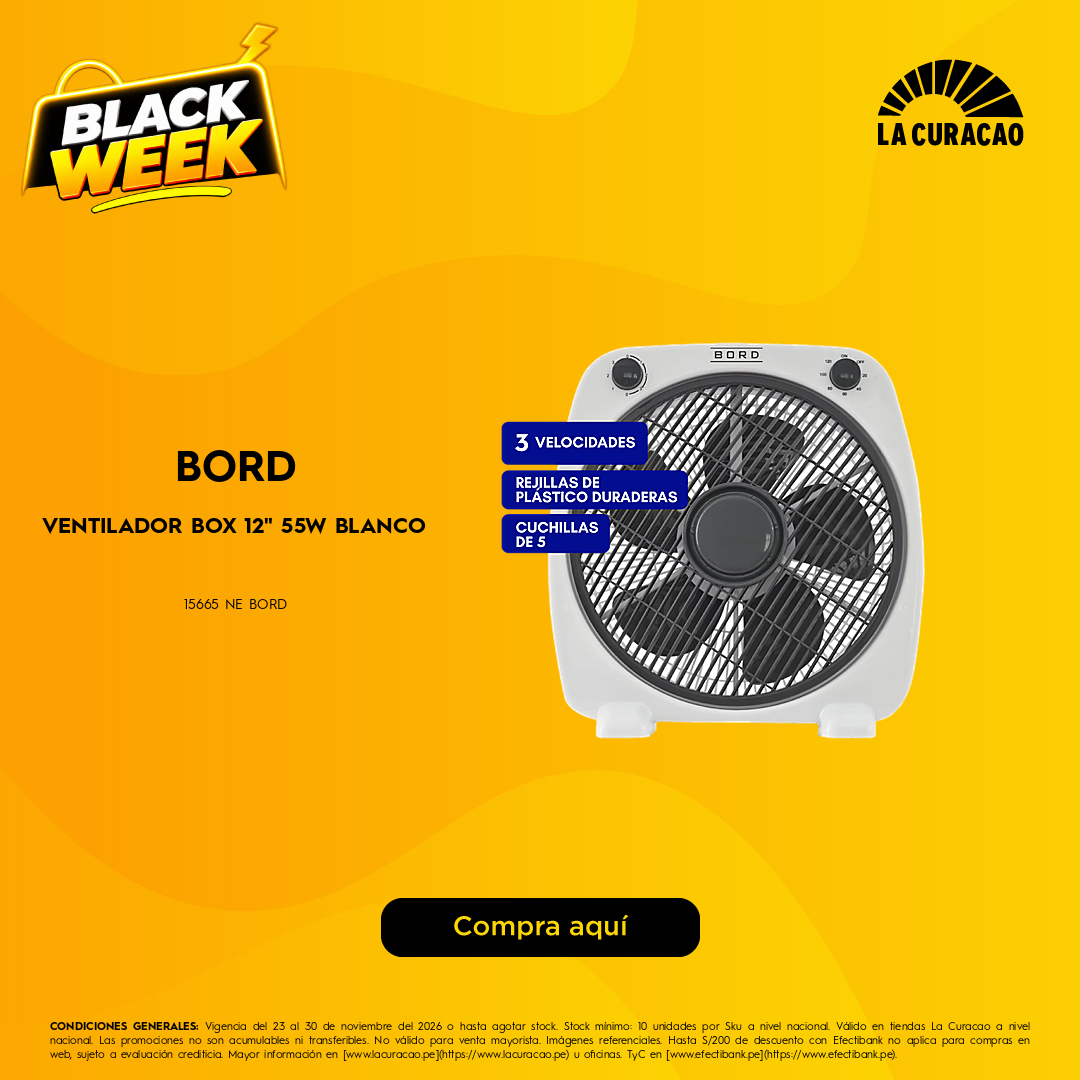 BLACK
WEEK
LA CURACAO
BORD
3 VELOCIDADES
REJILLAS DE
PLÁSTICO DURADERAS
CUCHILLAS
DE 5
BORD
VENTILADOR BOX 12" 55W BLANCO
15665 NE BORD
Compra aquí
CONDICIONES GENERALES: Vigencia del 23 al 30 de noviembre del 2026 o hasta agotar stock. Stock mínimo: 10 unidades por Sku a nivel nacional. Válido en tiendas La Curacao a nivel
nacional. Las promociones no son acumulables ni transferibles. No válido para venta mayorista. Imágenes referenciales. Hasta S/200 de descuento con Efectibank no aplica para compras en
web, sujeto a evaluación crediticia. Mayor información en [www.lacuracao.pe](https://www.lacuracao.pe) u oficinas. TyC en [www.efectibank.pe](https://www.efectibank.pe).